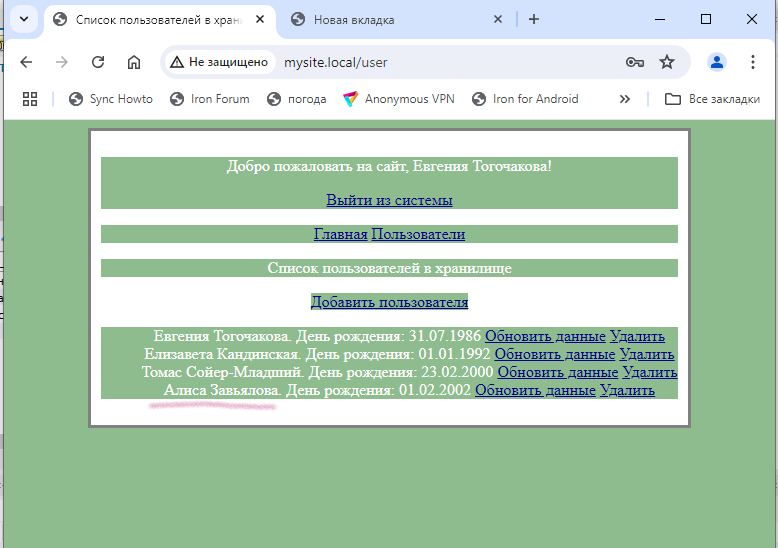 Список пользователей в храни
Новая вкладка
Не защищено mysite.local/user
Sync Howto Iron Forum погода Anonymous VPN Iron for Android » Все закладки
Добро пожаловать на сайт, Евгения Тогочакова!
Выйти из системы
Главная Пользователи
Список пользователей в хранилище
Добавить пользователя
Евгения Тогочакова. День рождения: 31.07.1986 Обновить данные Удалить
Елизавета Кандинская. День рождения: 01.01.1992 Обновить данные Удалить
Томас Сойер-Младший. День рождения: 23.02.2000 Обновить данные Удалить
Алиса Завьялова. День рождения: 01.02.2002 Обновить данные Удалить